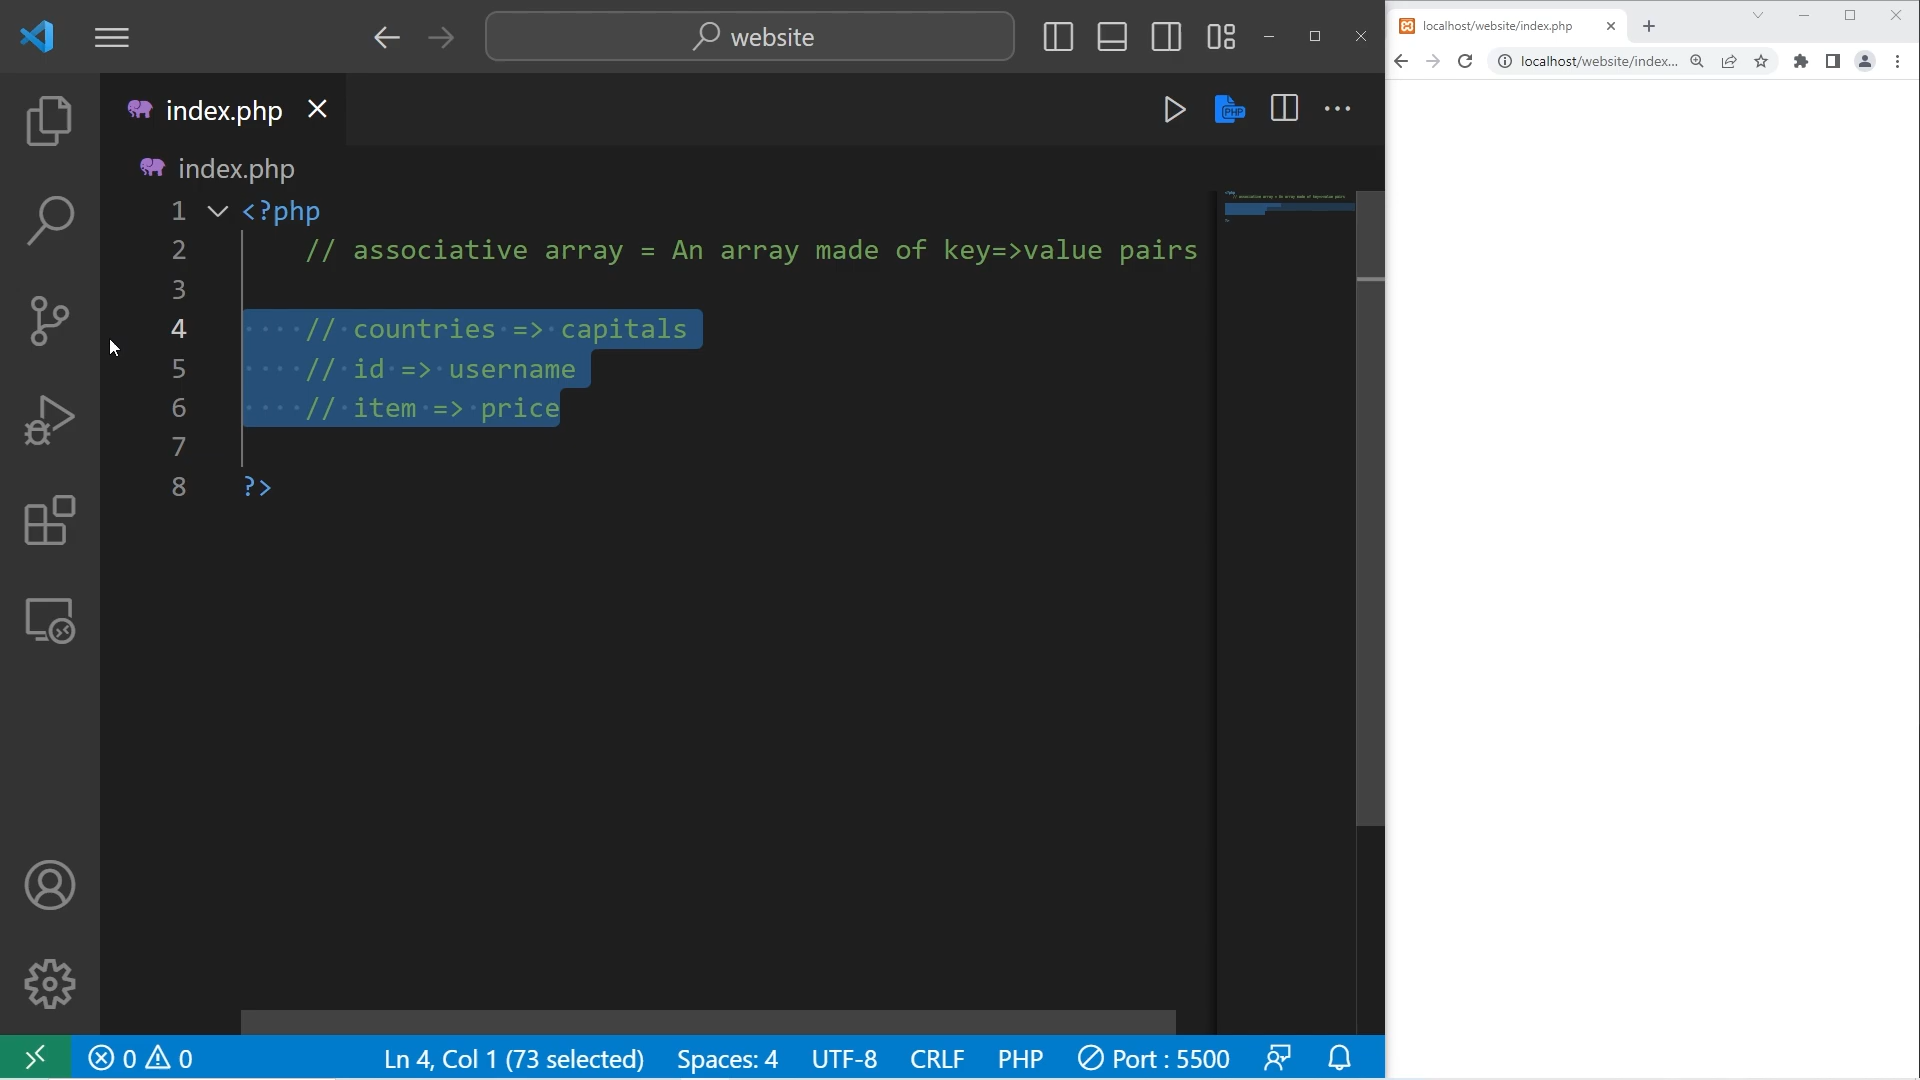 website
index.php
index.php
1 <?php
2 // associative array = An array made of key=>value pairs
3
4 // countries => capitals
5 // id => username
6 // item => price
7
8 ?>
0 0
Ln 4, Col 1 (73 selected)
Spaces: 4
UTF-8
CRLF
PHP
Port : 5500
localhost/website/index.php
localhost/website/index...
PHP